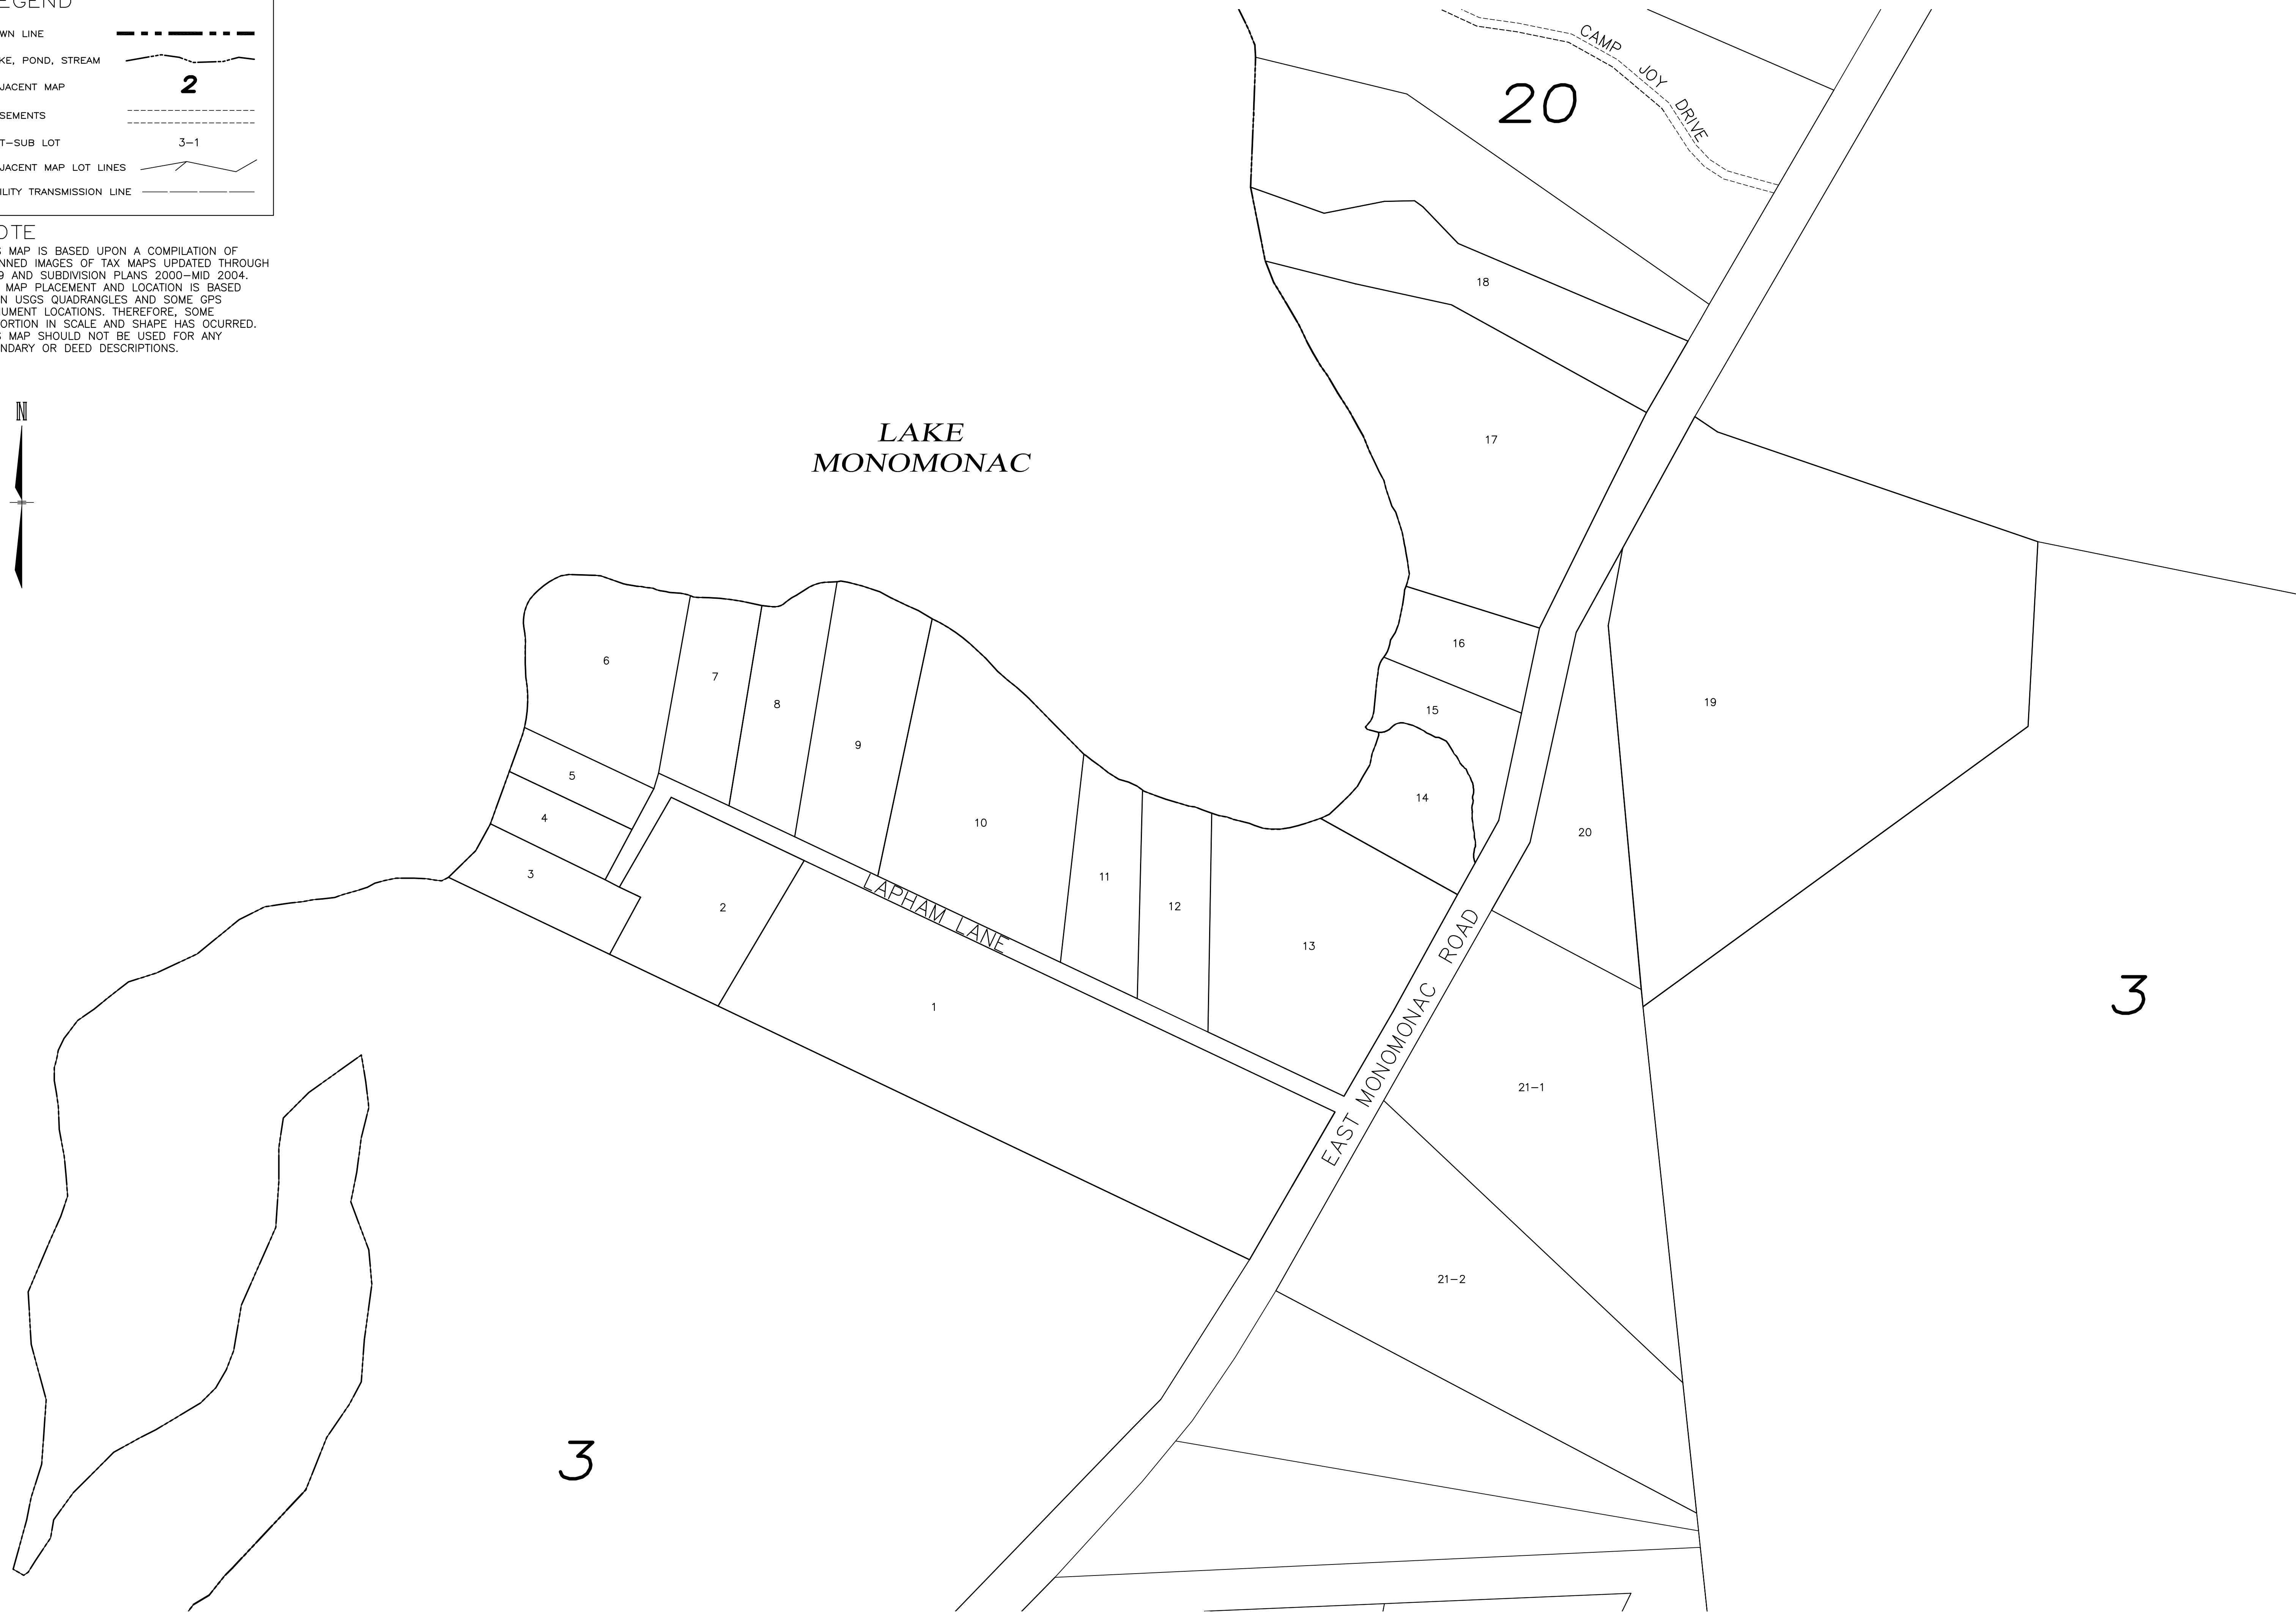 EGEND
WN LINE
KE, POND, STREAM
JACENT MAP 2
SEMENTS
T-SUB LOT 3-1
JACENT MAP LOT LINES
ILITY TRANSMISSION LINE
OTE
S MAP IS BASED UPON A COMPILATION OF
NNED IMAGES OF TAX MAPS UPDATED THROUGH
9 AND SUBDIVISION PLANS 2000-MID 2004.
MAP PLACEMENT AND LOCATION IS BASED
N USGS QUADRANGLES AND SOME GPS
UMENT LOCATIONS. THEREFORE, SOME
ORTION IN SCALE AND SHAPE HAS OCURRED.
S MAP SHOULD NOT BE USED FOR ANY
NDARY OR DEED DESCRIPTIONS.
N
LAKE
MONOMONAC
CAMP JOY DRIVE
20
18
17
16
15
14
19
20
6
7
8
9
10
11
12
13
5
4
3
2
1
LAPHAM LANE
EAST MONOMONAC ROAD
21-1
21-2
3
3